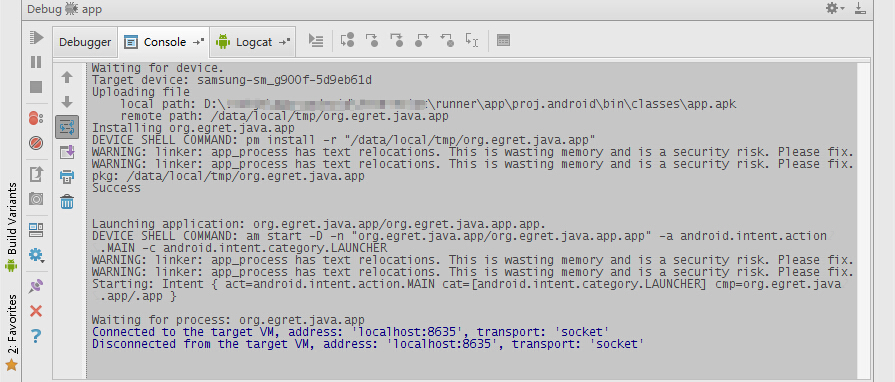 Debug app
Debugger Console Logcat
Waiting for device.
Target device: samsung-sm_g900f-5d9eb61d
Uploading file
local path: D:\ \runner\app\proj.android\bin\classes\app.apk
remote path: /data/local/tmp/org.egret.java.app
Installing org.egret.java.app
DEVICE SHELL COMMAND: pm install -r "/data/local/tmp/org.egret.java.app"
WARNING: linker: app_process has text relocations. This is wasting memory and is a security risk. Please fix.
WARNING: linker: app_process has text relocations. This is wasting memory and is a security risk. Please fix.
pkg: /data/local/tmp/org.egret.java.app
Success
Launching application: org.egret.java.app/org.egret.java.app.app.
DEVICE SHELL COMMAND: am start -D -n "org.egret.java.app/org.egret.java.app.app" -a android.intent.action
.MAIN -c android.intent.category.LAUNCHER
WARNING: linker: app_process has text relocations. This is wasting memory and is a security risk. Please fix.
WARNING: linker: app_process has text relocations. This is wasting memory and is a security risk. Please fix.
Starting: Intent { act=android.intent.action.MAIN cat=[android.intent.category.LAUNCHER] cmp=org.egret.java
.app/.app }
Waiting for process: org.egret.java.app
Connected to the target VM, address: 'localhost:8635', transport: 'socket'
Disconnected from the target VM, address: 'localhost:8635', transport: 'socket'
Build Variants
2: Favorites